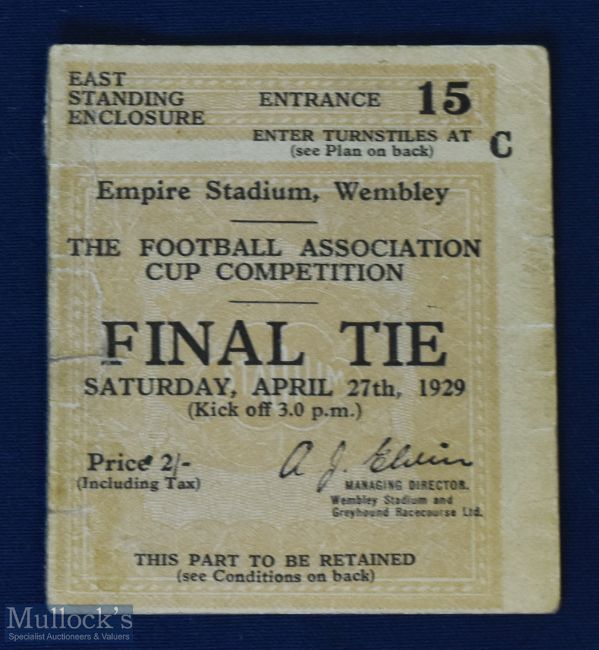 EAST
STANDING
ENCLOSURE
ENTRANCE 15
ENTER TURNSTILES AT C
(see Plan on back)
Empire Stadium, Wembley
THE FOOTBALL ASSOCIATION
CUP COMPETITION
FINAL TIE
SATURDAY, APRIL 27th, 1929
(Kick off 3.0 p.m.)
Price 2/-
(Including Tax)
A. J. Elvin
MANAGING DIRECTOR.
Wembley Stadium and
Greyhound Racecourse Ltd.
THIS PART TO BE RETAINED
(see Conditions on back)
STADIUM
Mullock's
Specialist Auctioneers & Valuers